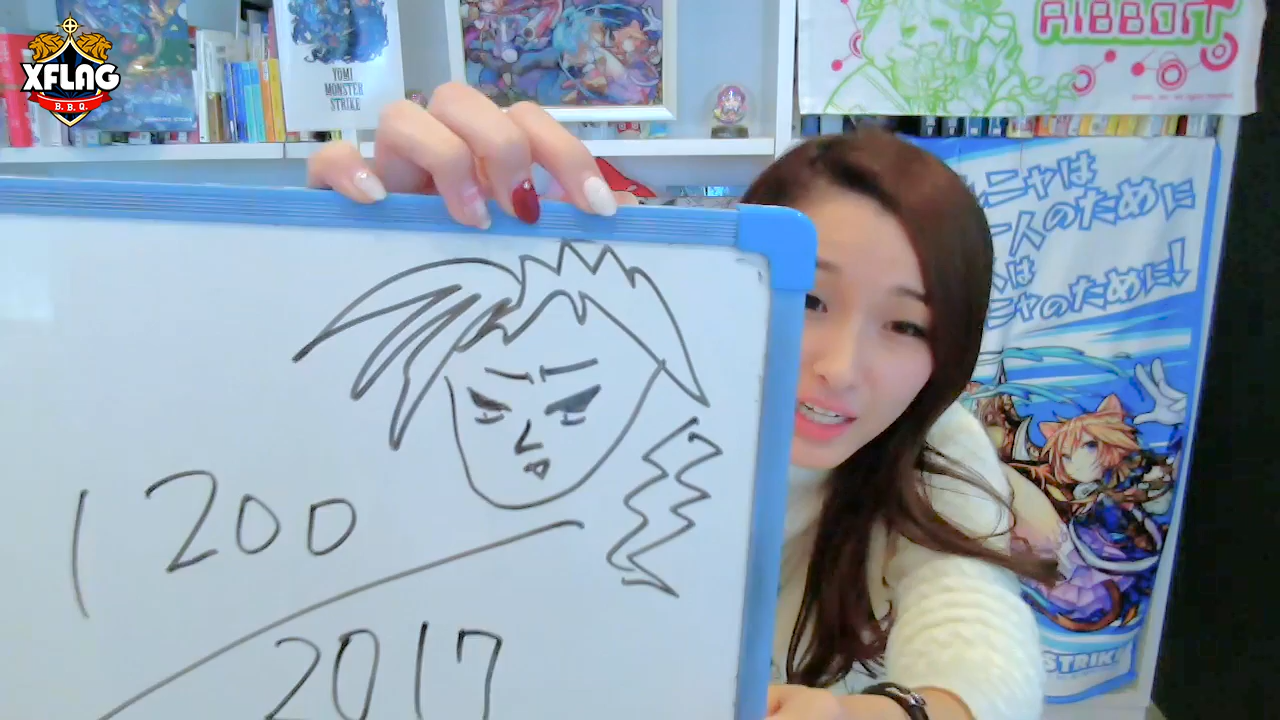 XFLAG
B.B.Q.
YOMI
MONSTER
STRIKE
RIBBON
ニャは
一人のために
人は
ニャのために!
STRIKE
1200
2017